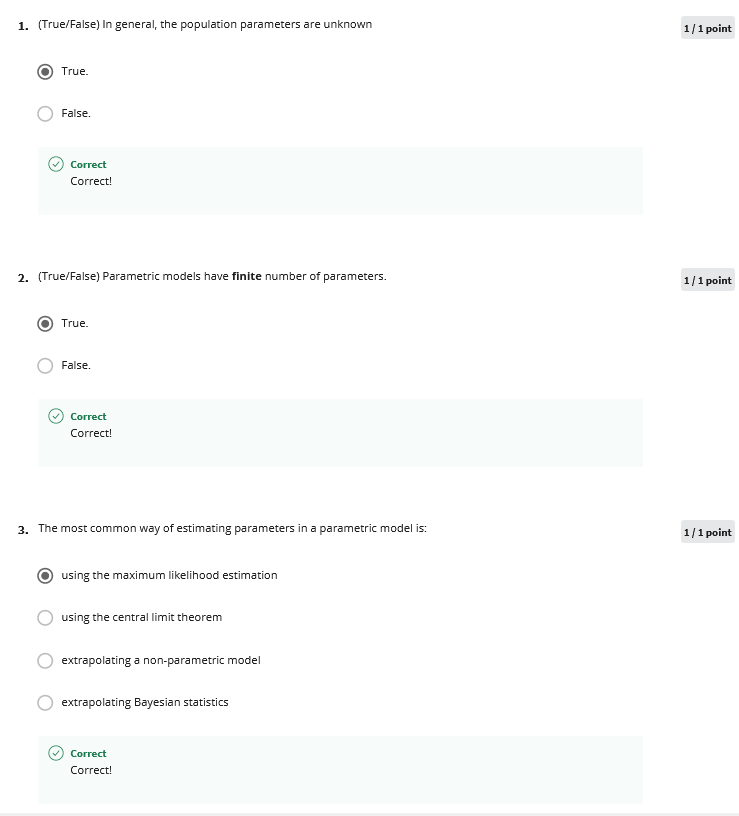 1. (True/False) In general, the population parameters are unknown
1 / 1 point
True.
False.
Correct
Correct!
2. (True/False) Parametric models have finite number of parameters.
1 / 1 point
True.
False.
Correct
Correct!
3. The most common way of estimating parameters in a parametric model is:
1 / 1 point
using the maximum likelihood estimation
using the central limit theorem
extrapolating a non-parametric model
extrapolating Bayesian statistics
Correct
Correct!